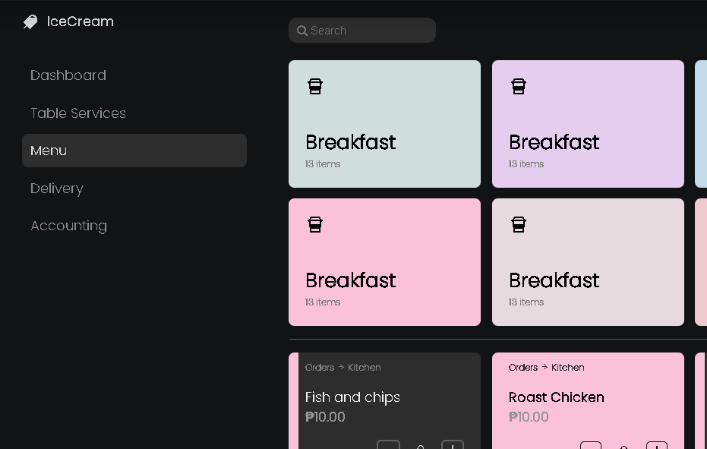 IceCream
Search
Dashboard
Table Services
Menu
Delivery
Accounting
Breakfast
13 items
Breakfast
13 items
Breakfast
13 items
Breakfast
13 items
Orders → Kitchen
Fish and chips
₱10.00
Orders → Kitchen
Roast Chicken
₱10.00